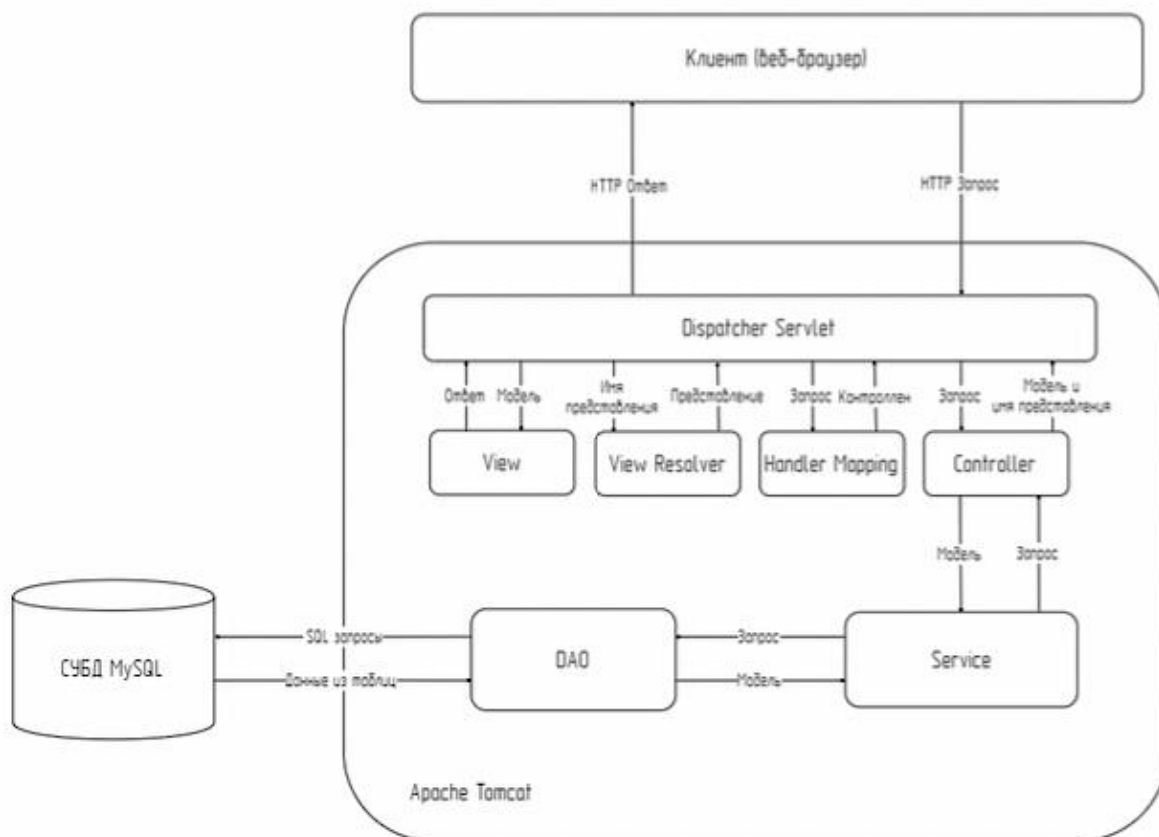 Клиент (веб-браузер)
HTTP Ответ
HTTP Запрос
Dispatcher Servlet
Ответ
Модель
Имя
представления
Представление
Запрос
Контроллен
Запрос
Модель и
имя представления
View
View Resolver
Handler Mapping
Controller
Модель
Запрос
СУБД MySQL
SQL запросы
Данные из таблиц
DAO
Запрос
Модель
Service
Apache Tomcat